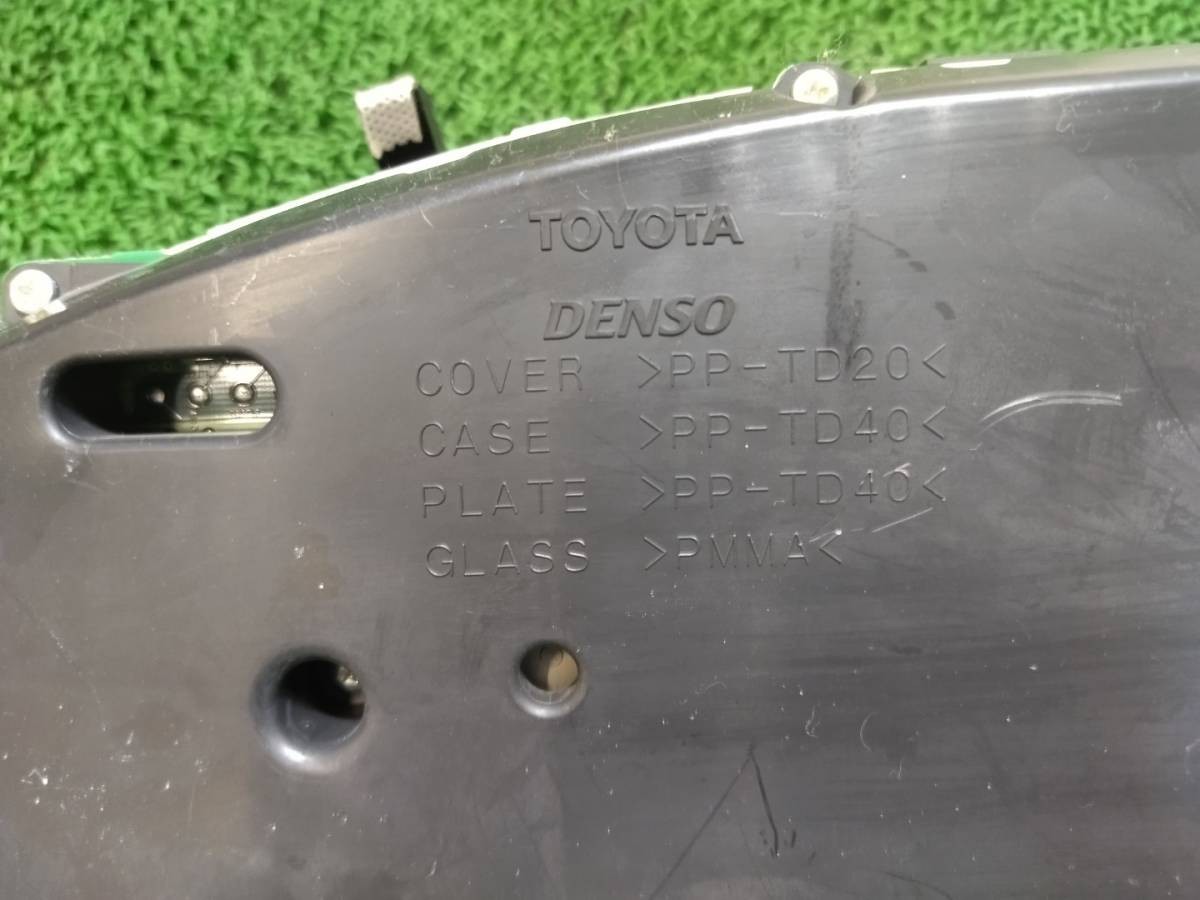 TOYOTA
DENSO
COVER >PP-TD20<
CASE >PP-TD40<
PLATE >PP-TD40<
GLASS >PMMA<